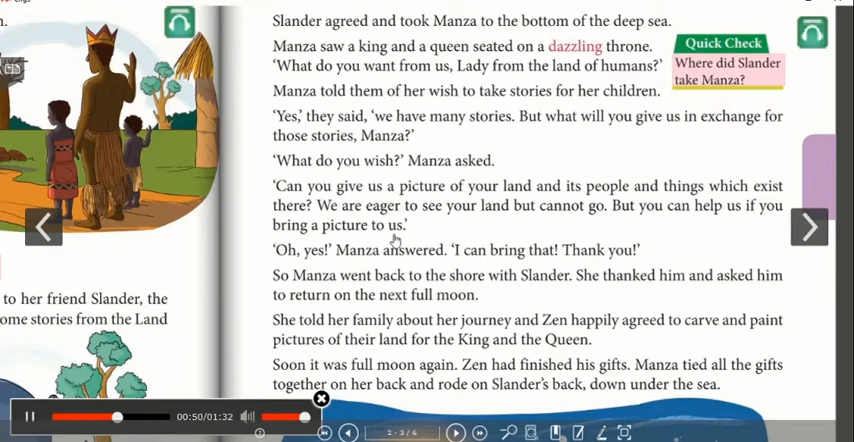 n.
to her friend Slander, the
ome stories from the Land
Slander agreed and took Manza to the bottom of the deep sea.
Manza saw a king and a queen seated on a dazzling throne.
‘What do you want from us, Lady from the land of humans?’
Manza told them of her wish to take stories for her children.
‘Yes,’ they said, ‘we have many stories. But what will you give us in exchange for
those stories, Manza?’
‘What do you wish?’ Manza asked.
‘Can you give us a picture of your land and its people and things which exist
there? We are eager to see your land but cannot go. But you can help us if you
bring a picture to us.’
‘Oh, yes!’ Manza answered. ‘I can bring that! Thank you!’
So Manza went back to the shore with Slander. She thanked him and asked him
to return on the next full moon.
She told her family about her journey and Zen happily agreed to carve and paint
pictures of their land for the King and the Queen.
Soon it was full moon again. Zen had finished his gifts. Manza tied all the gifts
together on her back and rode on Slander’s back, down under the sea.
Quick Check
Where did Slander
take Manza?
00:50/01:32
2 - 3 / 6